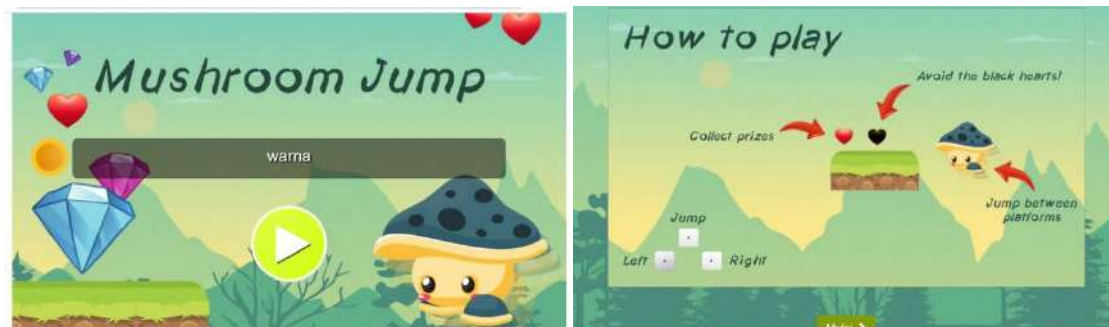 Mushroom Jump
warna
How to play
Avoid the black hearts!
Collect prizes
Jump between
platforms
Jump
Left
Right